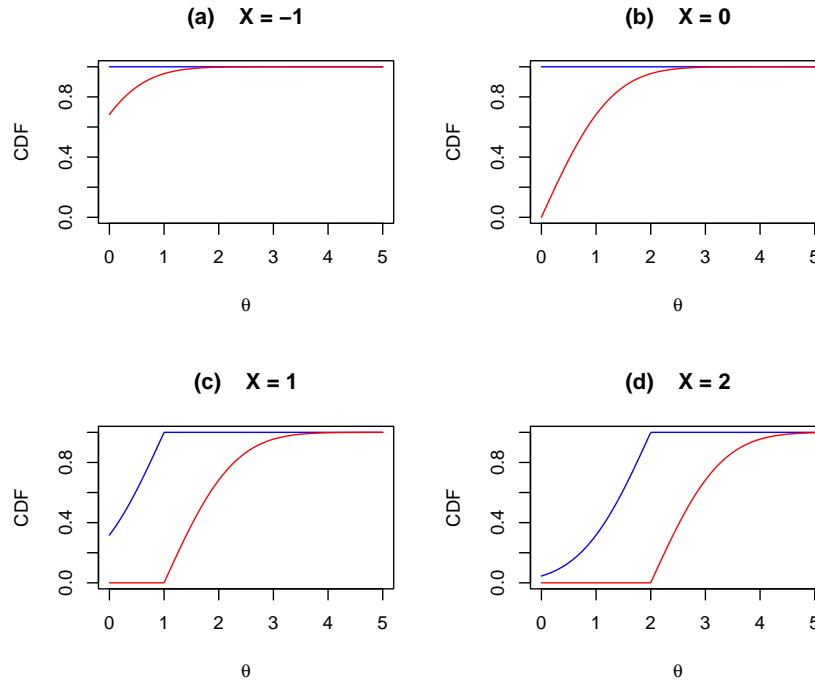 (a) X = −1
CDF
0.0 0.4 0.8
0 1 2 3 4 5
θ
(b) X = 0
CDF
0.0 0.4 0.8
0 1 2 3 4 5
θ
(c) X = 1
CDF
0.0 0.4 0.8
0 1 2 3 4 5
θ
(d) X = 2
CDF
0.0 0.4 0.8
0 1 2 3 4 5
θ